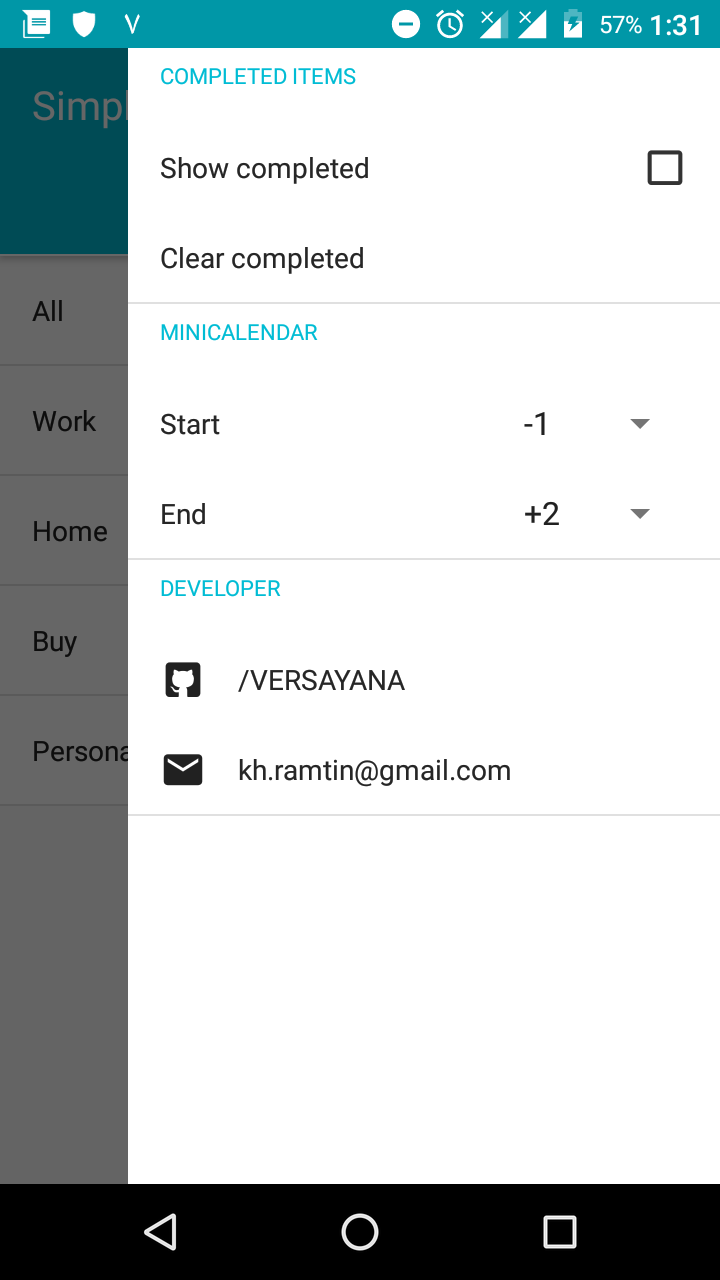 57% 1:31
Simpl
COMPLETED ITEMS
Show completed
Clear completed
All
MINICALENDAR
Work
Start -1
End +2
Home
DEVELOPER
Buy
/VERSAYANA
Persona
kh.ramtin@gmail.com